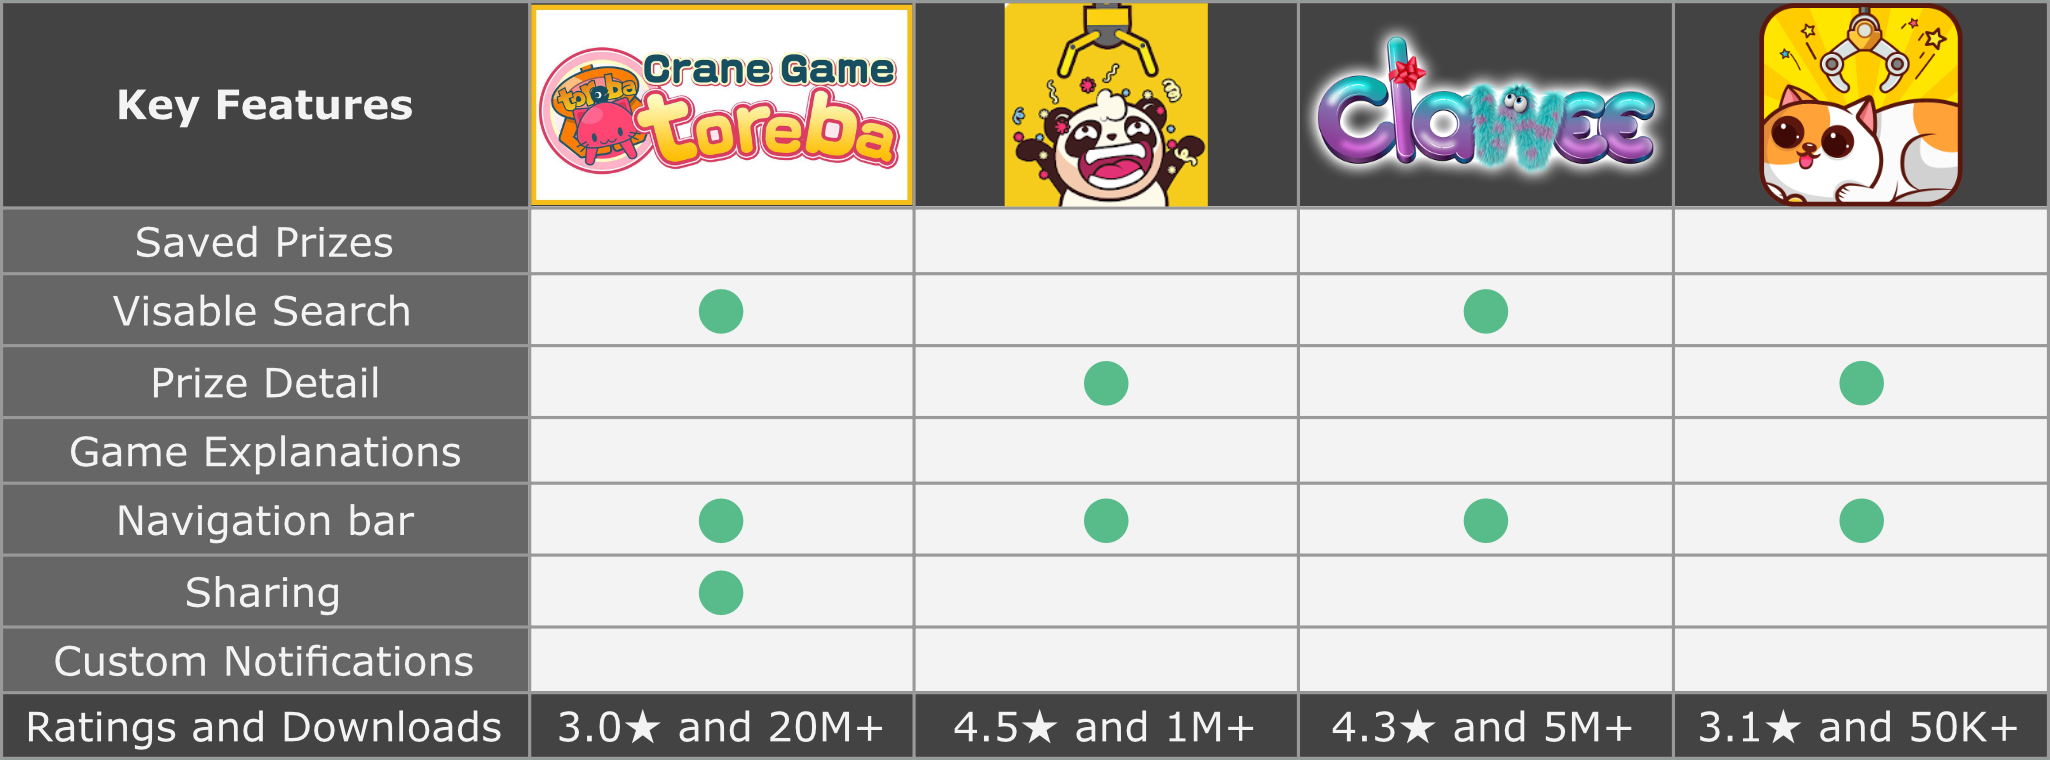 Key Features
Crane Game
toreba
toreba
clawee
Saved Prizes
Visable Search
Prize Detail
Game Explanations
Navigation bar
Sharing
Custom Notifications
Ratings and Downloads 3.0★ and 20M+ 4.5★ and 1M+ 4.3★ and 5M+ 3.1★ and 50K+